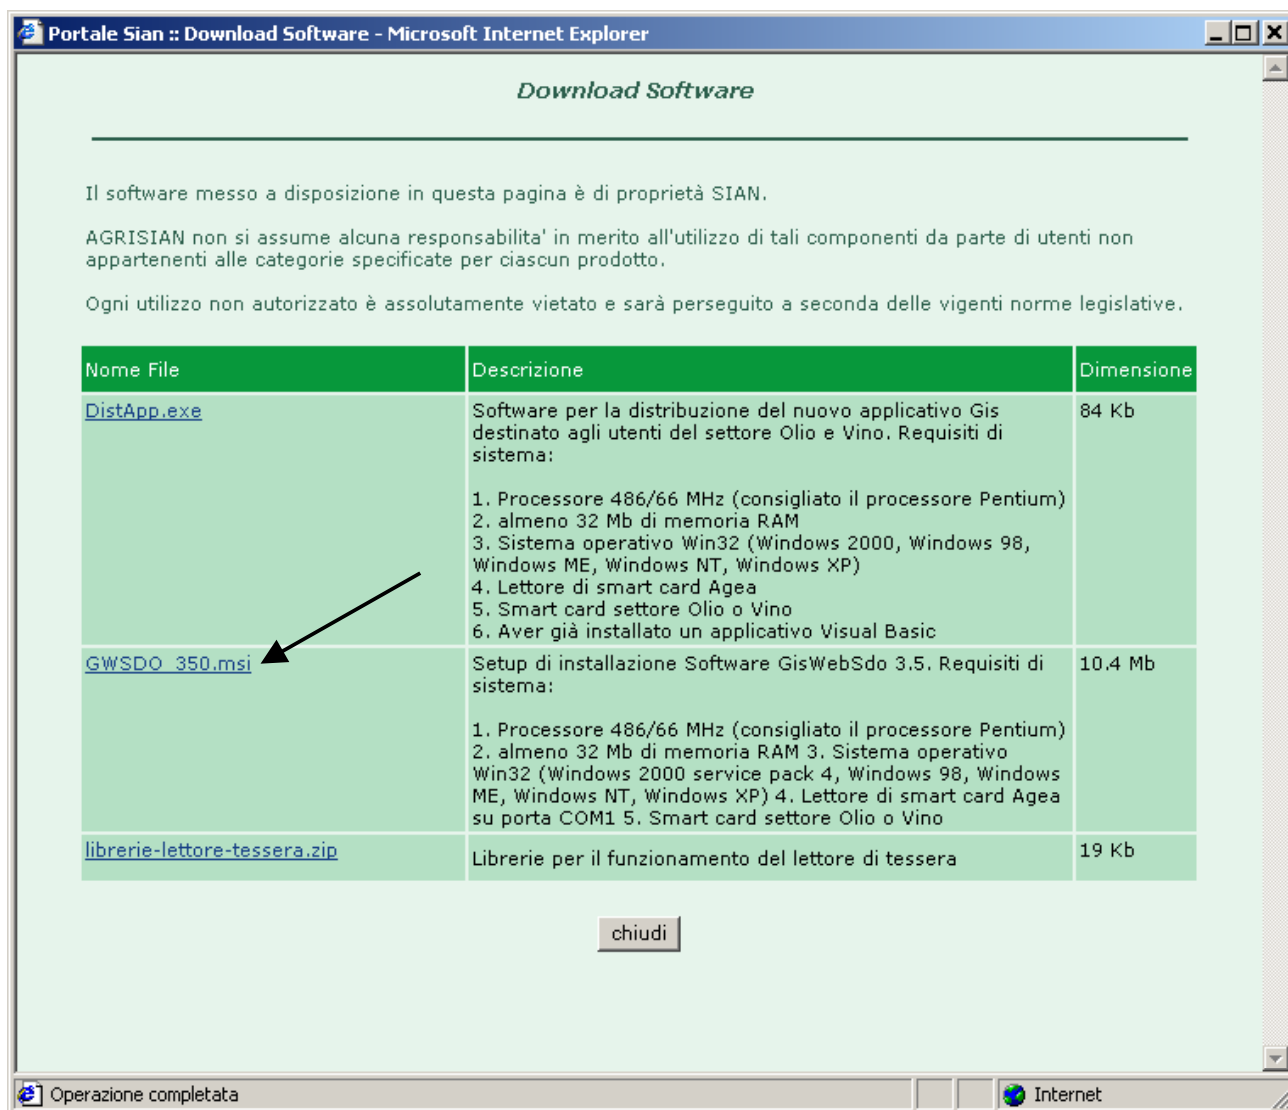 Portale Sian :: Download Software - Microsoft Internet Explorer
Download Software
Il software messo a disposizione in questa pagina è di proprietà SIAN.
AGRISIAN non si assume alcuna responsabilita' in merito all'utilizzo di tali componenti da parte di utenti non
appartenenti alle categorie specificate per ciascun prodotto.
Ogni utilizzo non autorizzato è assolutamente vietato e sarà perseguito a seconda delle vigenti norme legislative.
Nome File
Descrizione
Dimensione
DistApp.exe
Software per la distribuzione del nuovo applicativo Gis
destinato agli utenti del settore Olio e Vino. Requisiti di
sistema:
1. Processore 486/66 MHz (consigliato il processore Pentium)
2. almeno 32 Mb di memoria RAM
3. Sistema operativo Win32 (Windows 2000, Windows 98,
Windows ME, Windows NT, Windows XP)
4. Lettore di smart card Agea
5. Smart card settore Olio o Vino
6. Aver già installato un applicativo Visual Basic
84 Kb
GWSDO_350.msi
Setup di installazione Software GisWebSdo 3.5. Requisiti di
sistema:
1. Processore 486/66 MHz (consigliato il processore Pentium)
2. almeno 32 Mb di memoria RAM 3. Sistema operativo
Win32 (Windows 2000 service pack 4, Windows 98, Windows
ME, Windows NT, Windows XP) 4. Lettore di smart card Agea
su porta COM1 5. Smart card settore Olio o Vino
10.4 Mb
librerie-lettore-tessera.zip
Librerie per il funzionamento del lettore di tessera
19 Kb
chiudi
Operazione completata
Internet